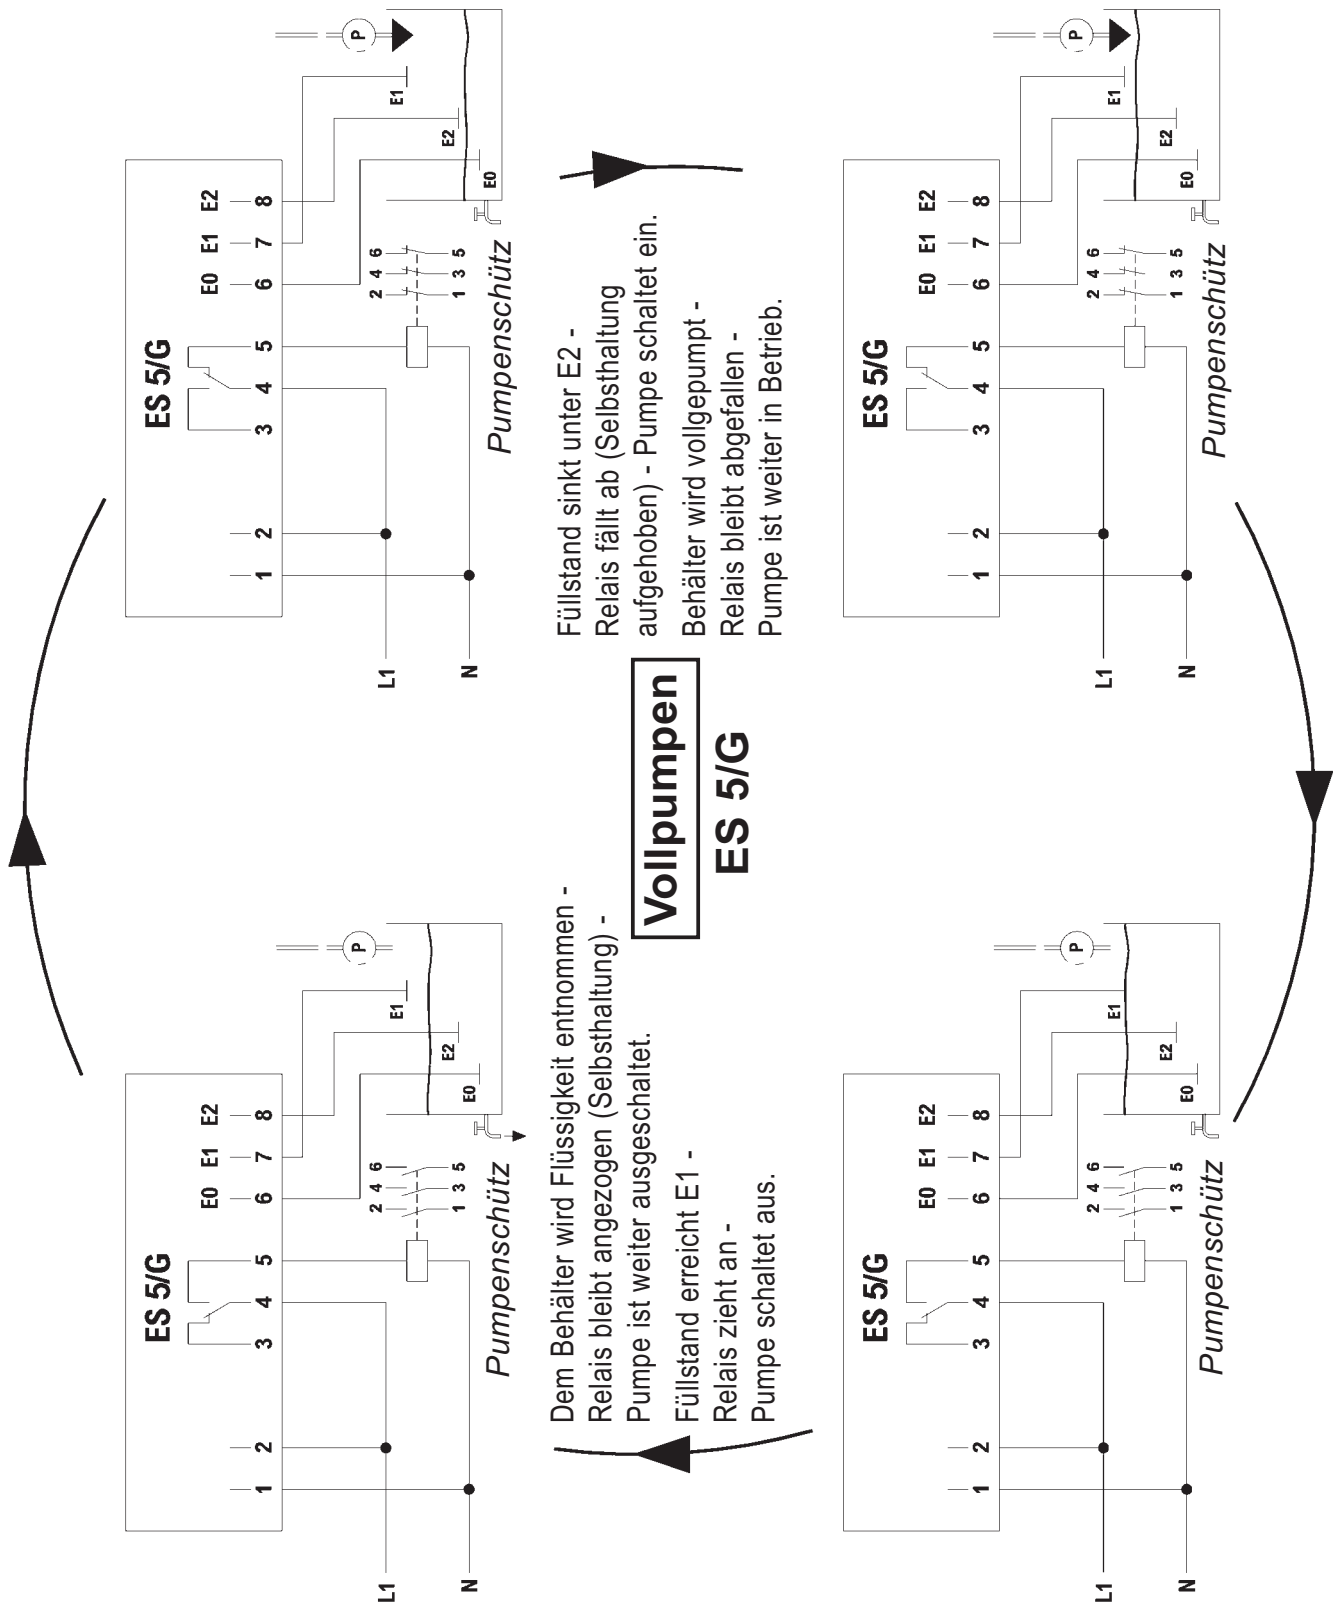 ES 5/G
E0 E1 E2
1 2 3 4 5 6 7 8
P
2 4 6
L1
E1
E2
1 3 5
N
E0
Pumpenschütz
ES 5/G
E0 E1 E2
1 2 3 4 5 6 7 8
P
2 4 6
L1
E1
E2
1 3 5
N
E0
Pumpenschütz
Dem Behälter wird Flüssigkeit entnommen -
Relais bleibt angezogen (Selbsthaltung) -
Pumpe ist weiter ausgeschaltet.
Füllstand erreicht E1 -
Relais zieht an -
Pumpe schaltet aus.
Vollpumpen
ES 5/G
Füllstand sinkt unter E2 -
Relais fällt ab (Selbsthaltung
aufgehoben) - Pumpe schaltet ein.
Behälter wird vollgepumpt -
Relais bleibt abgefallen -
Pumpe ist weiter in Betrieb.
ES 5/G
E0 E1 E2
1 2 3 4 5 6 7 8
P
2 4 6
L1
E1
E2
1 3 5
N
E0
Pumpenschütz
ES 5/G
E0 E1 E2
1 2 3 4 5 6 7 8
P
2 4 6
L1
E1
E2
1 3 5
N
E0
Pumpenschütz